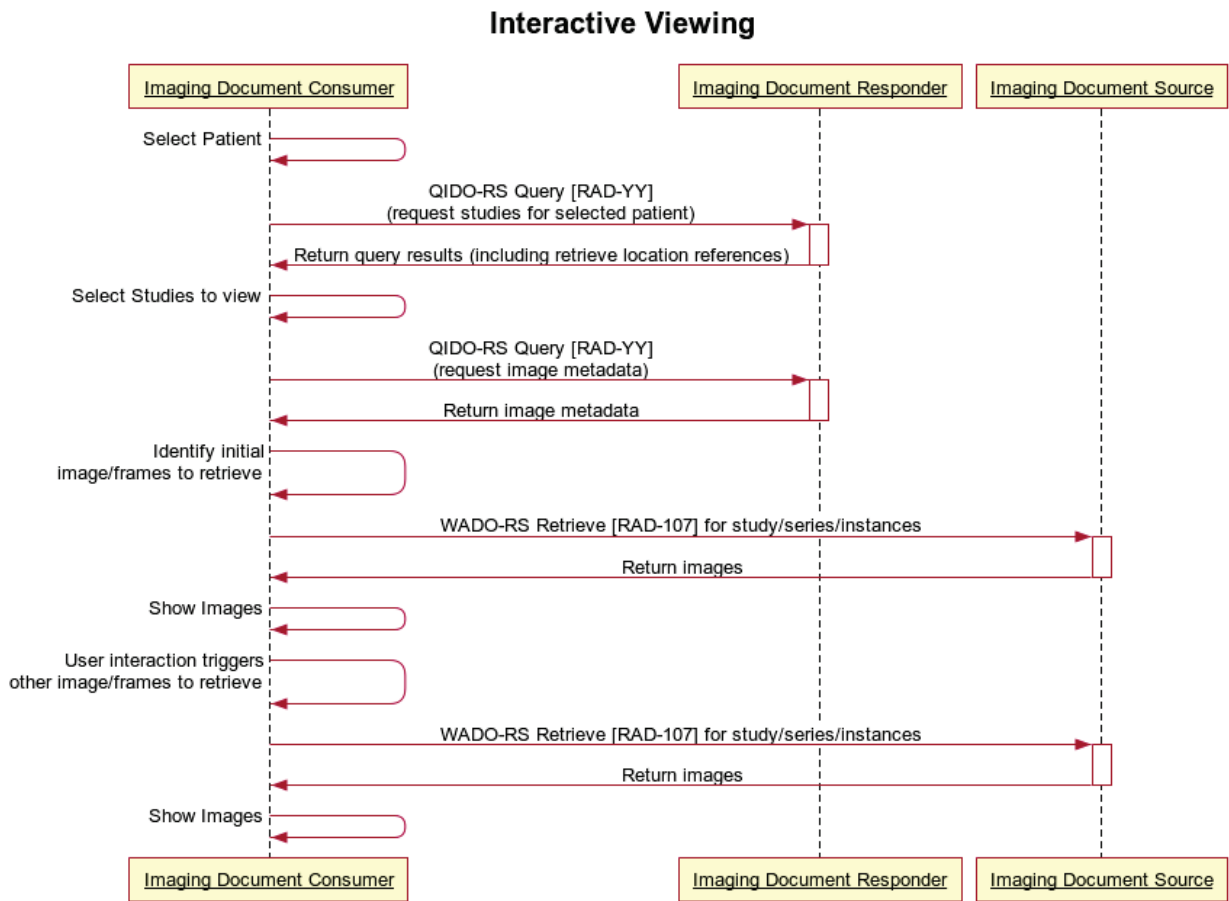 Interactive Viewing
Imaging Document Consumer
Imaging Document Responder
Imaging Document Source
Select Patient
QIDO-RS Query [RAD-YY]
(request studies for selected patient)
Return query results (including retrieve location references)
Select Studies to view
QIDO-RS Query [RAD-YY]
(request image metadata)
Return image metadata
Identify initial
image/frames to retrieve
WADO-RS Retrieve [RAD-107] for study/series/instances
Return images
Show Images
User interaction triggers
other image/frames to retrieve
WADO-RS Retrieve [RAD-107] for study/series/instances
Return images
Show Images
Imaging Document Consumer
Imaging Document Responder
Imaging Document Source